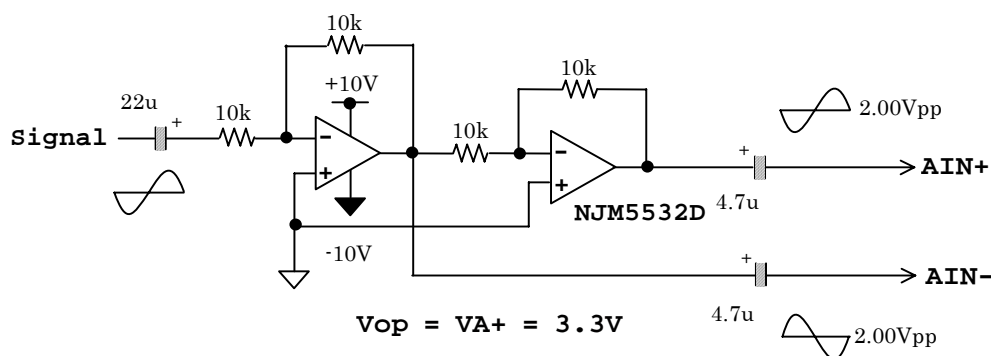 10k
+10V
10k
22u
10k
2.00Vpp
Signal
+
-
10k
-
+
AIN+
+
+
NJM5532D
4.7u
-10V
+
AIN-
Vop = VA+ = 3.3V
4.7u
2.00Vpp